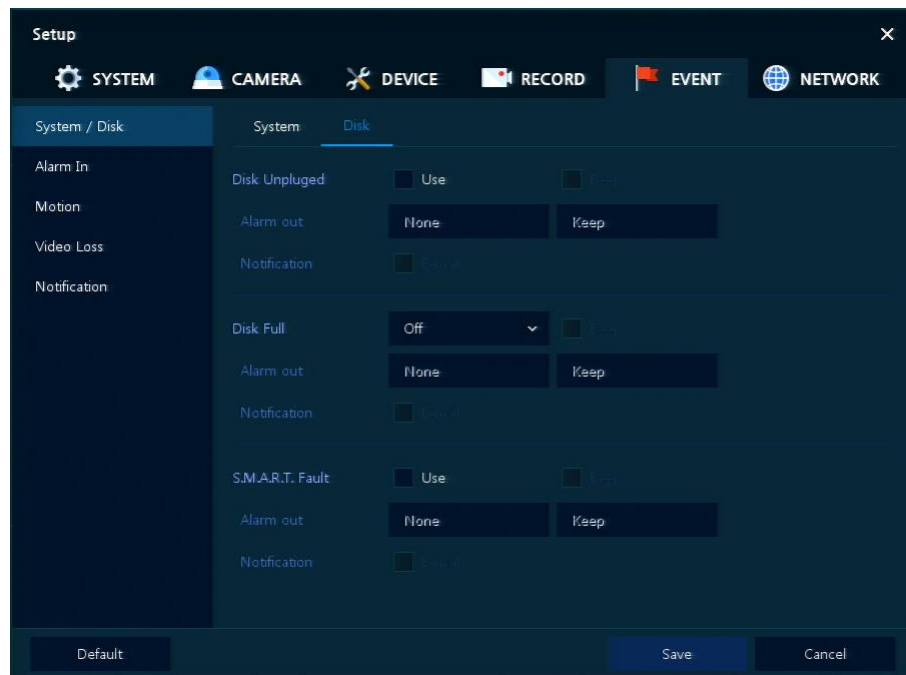 Setup
SYSTEM CAMERA DEVICE RECORD EVENT NETWORK
System / Disk
Alarm In
Motion
Video Loss
Notification
System Disk
Disk Unpluged Use
Alarm out None Keep
Notification
Disk Full Off
Alarm out None Keep
Notification
S.M.A.R.T. Fault Use
Alarm out None Keep
Notification
Default Save Cancel